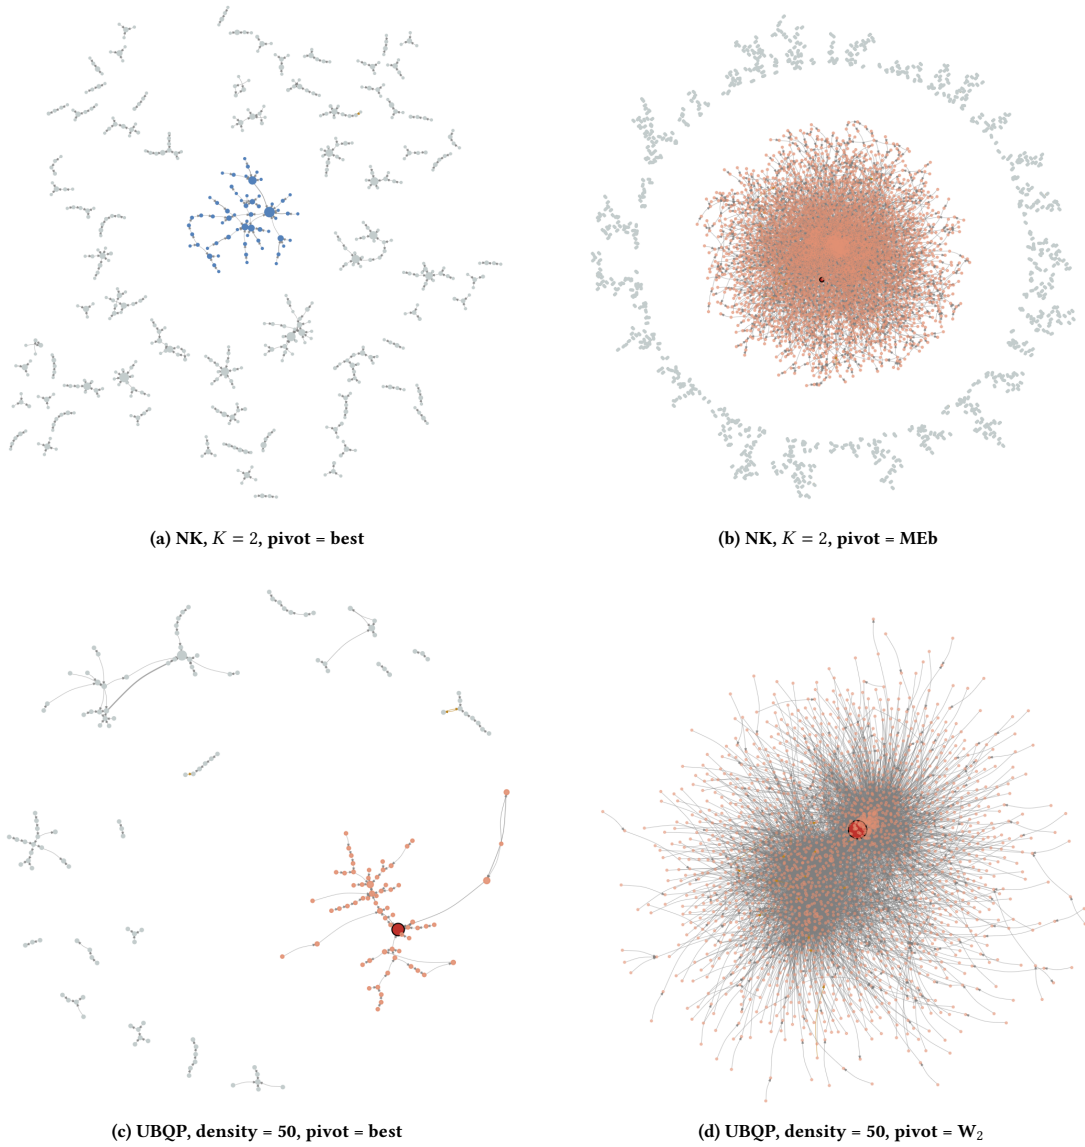 (a) NK, K = 2, pivot = best
(b) NK, K = 2, pivot = MEb
(c) UBQP, density = 50, pivot = best
(d) UBQP, density = 50, pivot = W₂